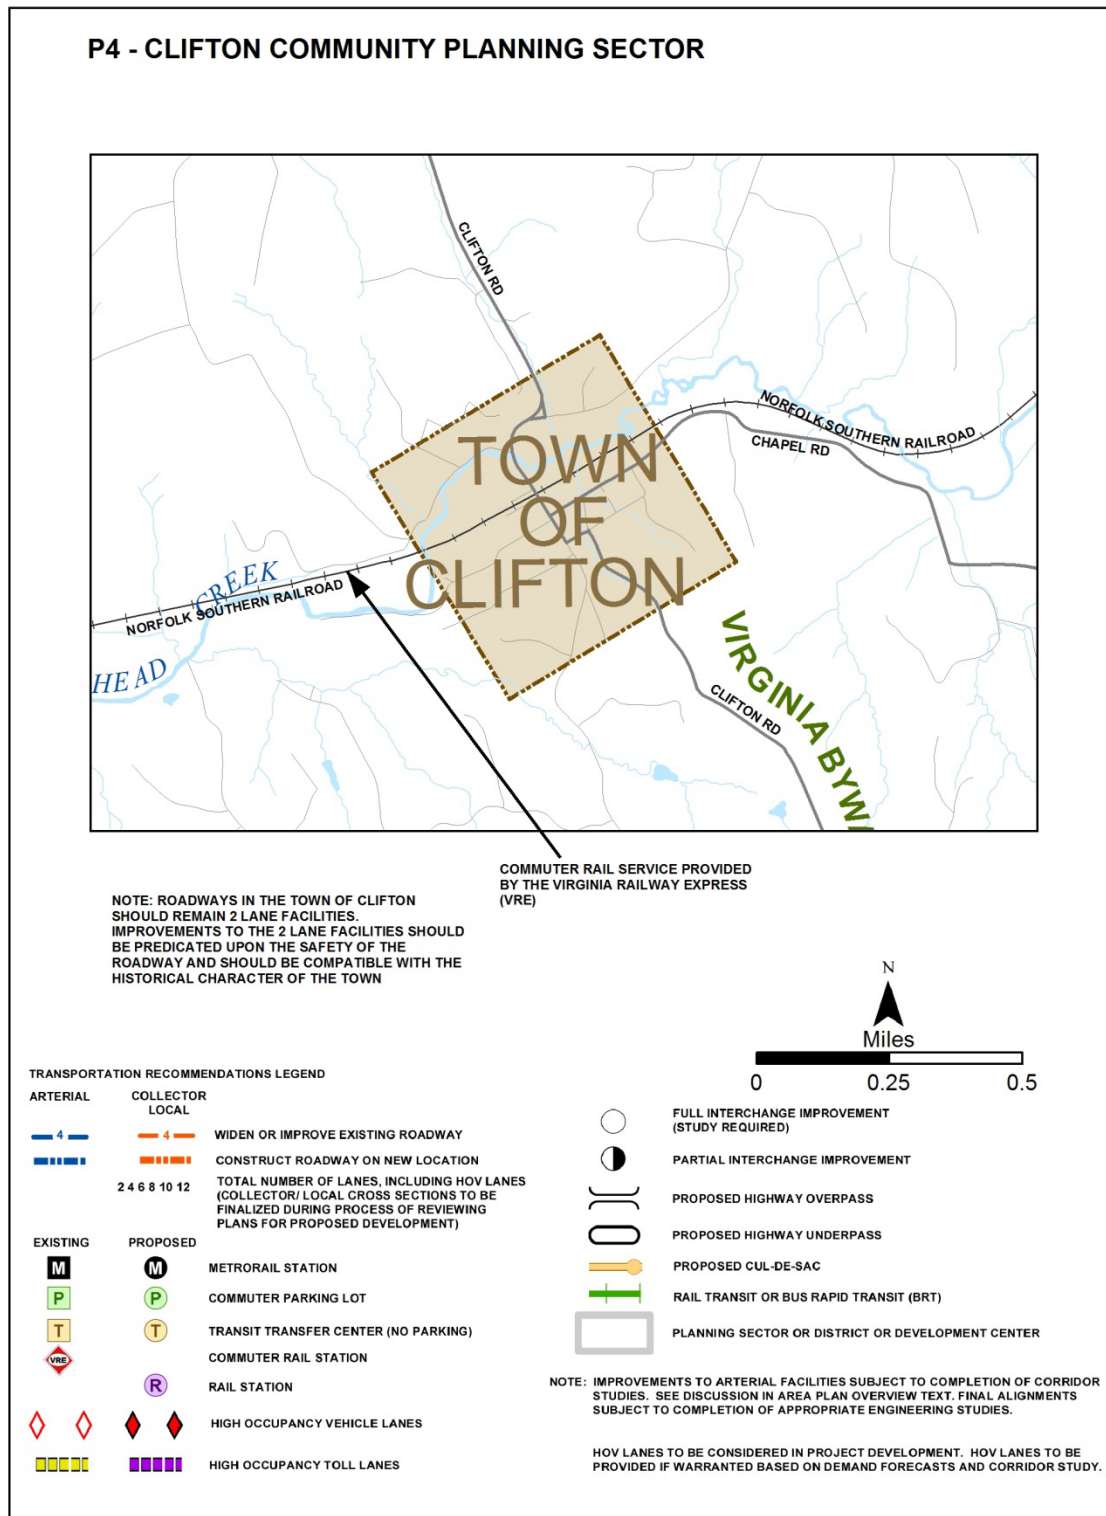 P4 - CLIFTON COMMUNITY PLANNING SECTOR
CLIFTON RD
NORFOLK SOUTHERN RAILROAD
CHAPEL RD
TOWN
OF
CLIFTON
CREEK
NORFOLK SOUTHERN RAILROAD
HEAD
CLIFTON RD
VIRGINIA BYWA
COMMUTER RAIL SERVICE PROVIDED
BY THE VIRGINIA RAILWAY EXPRESS
(VRE)
NOTE: ROADWAYS IN THE TOWN OF CLIFTON
SHOULD REMAIN 2 LANE FACILITIES.
IMPROVEMENTS TO THE 2 LANE FACILITIES SHOULD
BE PREDICATED UPON THE SAFETY OF THE
ROADWAY AND SHOULD BE COMPATIBLE WITH THE
HISTORICAL CHARACTER OF THE TOWN
N
Miles
0 0.25 0.5
TRANSPORTATION RECOMMENDATIONS LEGEND
ARTERIAL COLLECTOR
LOCAL
4 4 WIDEN OR IMPROVE EXISTING ROADWAY
CONSTRUCT ROADWAY ON NEW LOCATION
2 4 6 8 10 12 TOTAL NUMBER OF LANES, INCLUDING HOV LANES
(COLLECTOR/ LOCAL CROSS SECTIONS TO BE
FINALIZED DURING PROCESS OF REVIEWING
PLANS FOR PROPOSED DEVELOPMENT)
EXISTING PROPOSED
M M METRORAIL STATION
P P COMMUTER PARKING LOT
T T TRANSIT TRANSFER CENTER (NO PARKING)
VRE COMMUTER RAIL STATION
R RAIL STATION
HIGH OCCUPANCY VEHICLE LANES
HIGH OCCUPANCY TOLL LANES
FULL INTERCHANGE IMPROVEMENT
(STUDY REQUIRED)
PARTIAL INTERCHANGE IMPROVEMENT
PROPOSED HIGHWAY OVERPASS
PROPOSED HIGHWAY UNDERPASS
PROPOSED CUL-DE-SAC
RAIL TRANSIT OR BUS RAPID TRANSIT (BRT)
PLANNING SECTOR OR DISTRICT OR DEVELOPMENT CENTER
NOTE: IMPROVEMENTS TO ARTERIAL FACILITIES SUBJECT TO COMPLETION OF CORRIDOR
STUDIES. SEE DISCUSSION IN AREA PLAN OVERVIEW TEXT. FINAL ALIGNMENTS
SUBJECT TO COMPLETION OF APPROPRIATE ENGINEERING STUDIES.
HOV LANES TO BE CONSIDERED IN PROJECT DEVELOPMENT. HOV LANES TO BE
PROVIDED IF WARRANTED BASED ON DEMAND FORECASTS AND CORRIDOR STUDY.